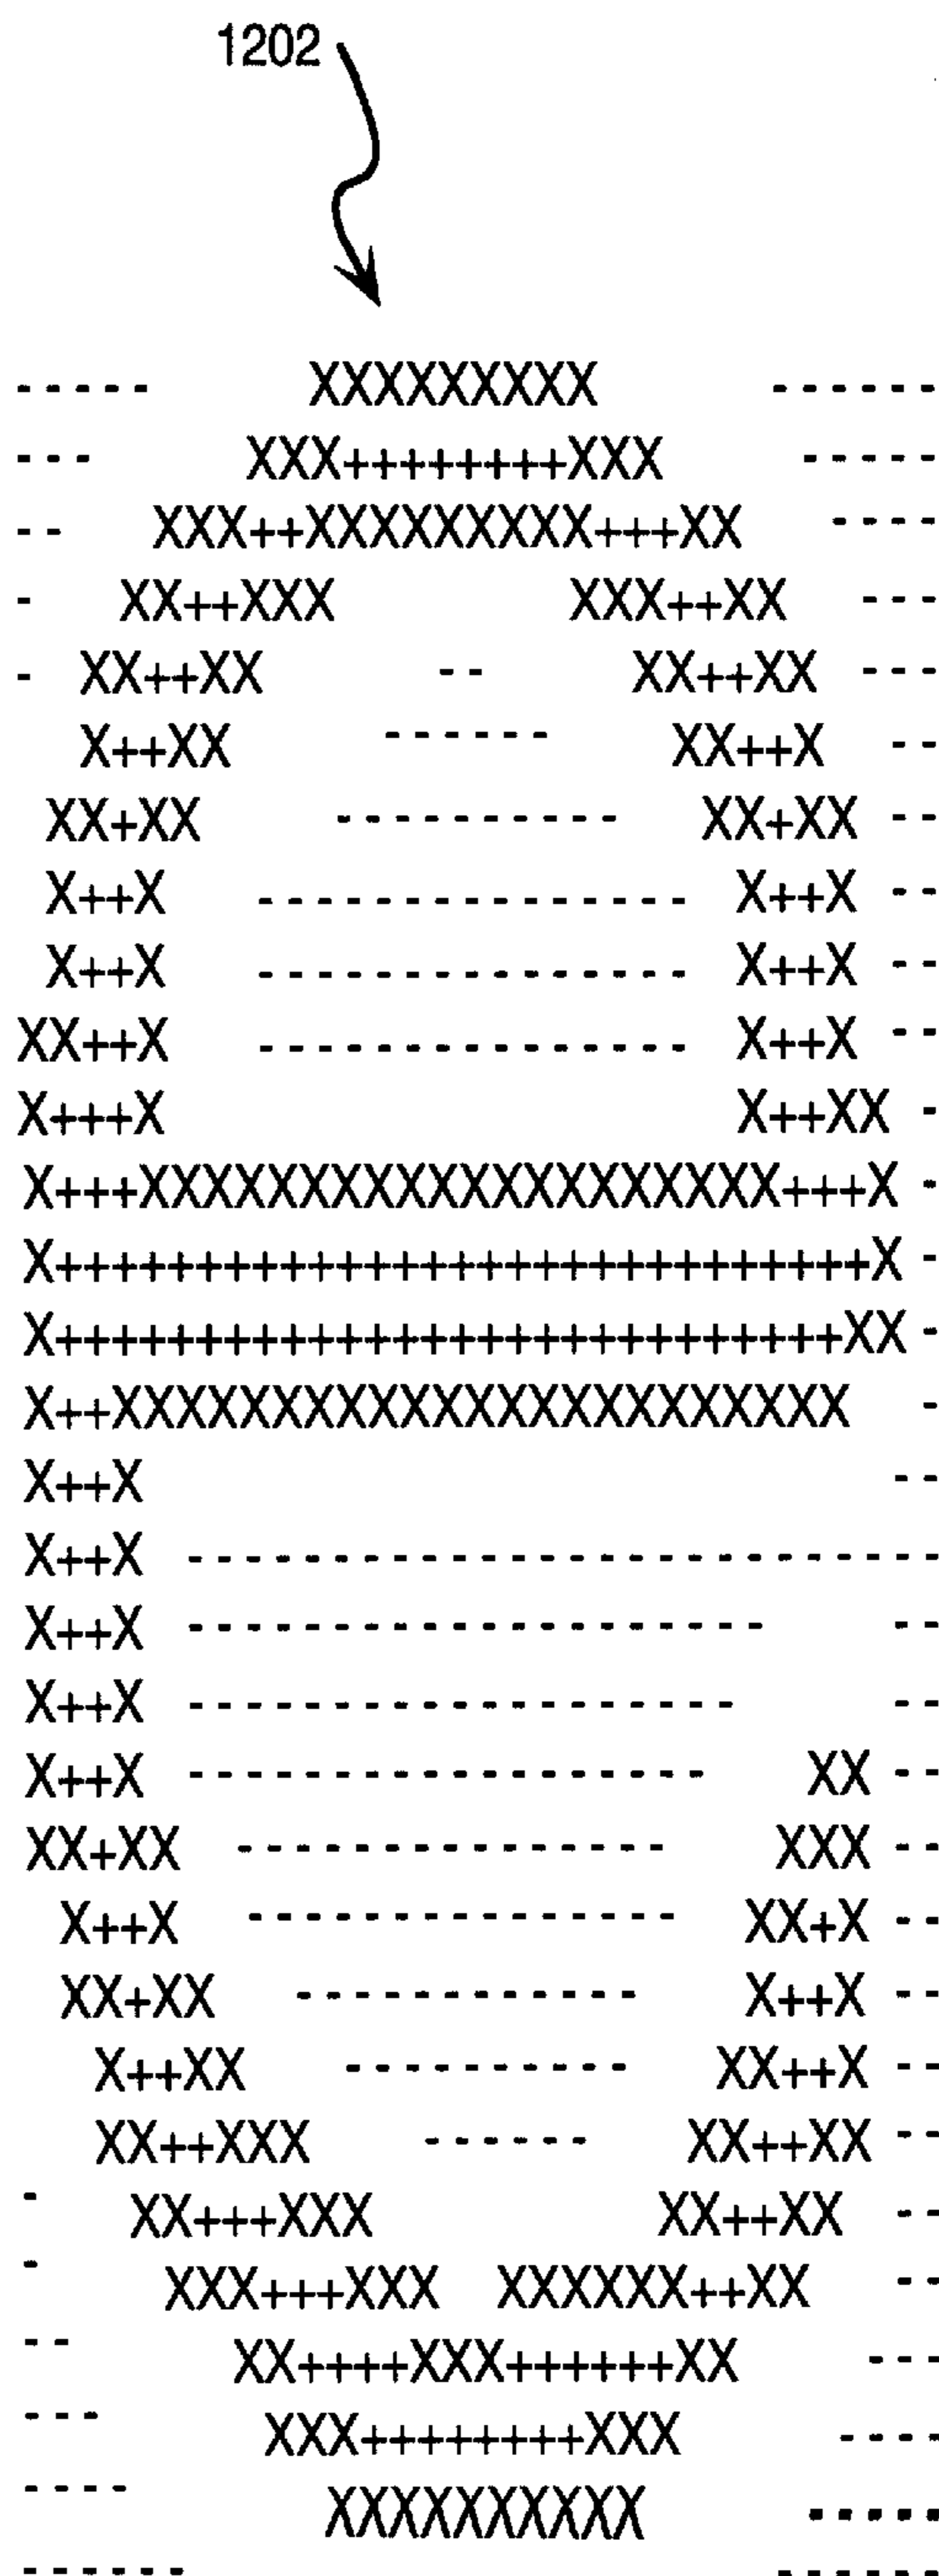 1202
----- XXXXXXXXX ------
--- XXX++++++++XXX -----
-- XXX++XXXXXXXXX+++XX ----
- XX++XXX XXX++XX ---
- XX++XX -- XX++XX ---
X++XX ------ XX++X --
XX+XX ---------- XX+XX --
X++X --------------- X++X --
X++X --------------- X++X --
XX++X --------------- X++X --
X+++X X++XX -
X+++XXXXXXXXXXXXXXXXXXXX+++X -
X+++++++++++++++++++++++++++++X -
X++++++++++++++++++++++++++++XX -
X++XXXXXXXXXXXXXXXXXXXXXXX -
X++X --
X++X --------------------------
X++X -------------------- --
X++X ------------------- --
X++X ------------------ XX --
XX+XX --------------- XXX --
X++X --------------- XX+X --
XX+XX ------------ X++X --
X++XX ---------- XX++X --
XX++XXX ------ XX++XX --
- XX+++XXX XX++XX --
- XXX+++XXX XXXXXX++XX --
-- XX++++XXX++++++XX ---
--- XXX++++++++XXX ----
---- XXXXXXXXXX -----
------ ------